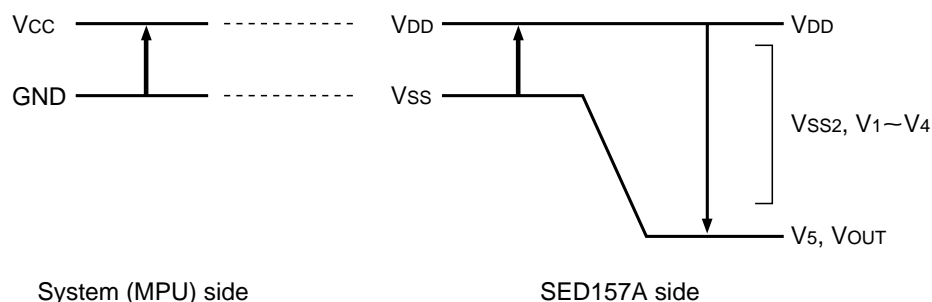 VCC
VDD
VDD
GND
VSS
VSS2, V1~V4
V5, VOUT
System (MPU) side
SED157A side